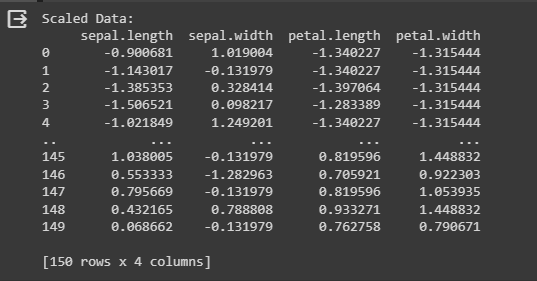 Scaled Data:
sepal.length sepal.width petal.length petal.width
0 -0.900681 1.019004 -1.340227 -1.315444
1 -1.143017 -0.131979 -1.340227 -1.315444
2 -1.385353 0.328414 -1.397064 -1.315444
3 -1.506521 0.098217 -1.283389 -1.315444
4 -1.021849 1.249201 -1.340227 -1.315444
.. ... ... ... ...
145 1.038005 -0.131979 0.819596 1.448832
146 0.553333 -1.282963 0.705921 0.922303
147 0.795669 -0.131979 0.819596 1.053935
148 0.432165 0.788808 0.933271 1.448832
149 0.068662 -0.131979 0.762758 0.790671
[150 rows x 4 columns]